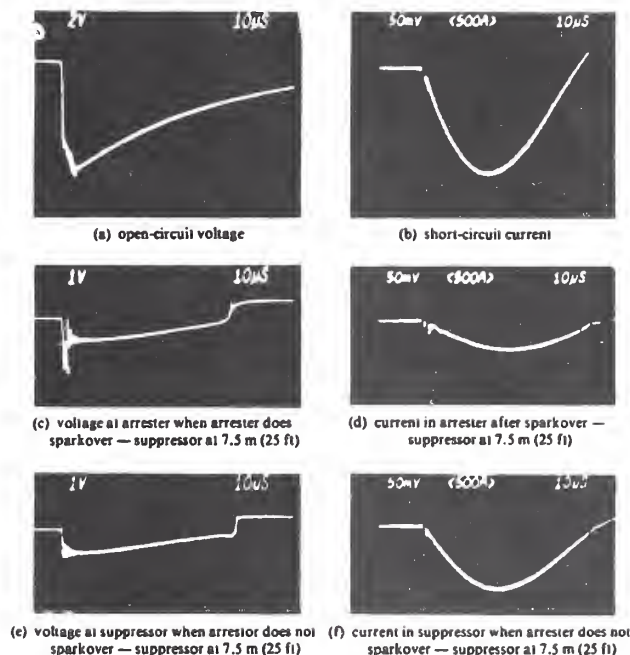 2V 10µS
50mV (500A) 10µS
(a) open-circuit voltage
(b) short-circuit current
1V 10µS
50mV (500A) 10µS
(c) voltage at arrester when arrester does
sparkover — suppressor at 7.5 m (25 ft)
(d) current in arrester after sparkover —
suppressor at 7.5 m (25 ft)
1V 10µS
50mV (500A) 10µS
(e) voltage at suppressor when arrestor does not
sparkover — suppressor at 7.5 m (25 ft)
(f) current in suppressor when arrester does not
sparkover — suppressor at 7.5 m (25 ft)